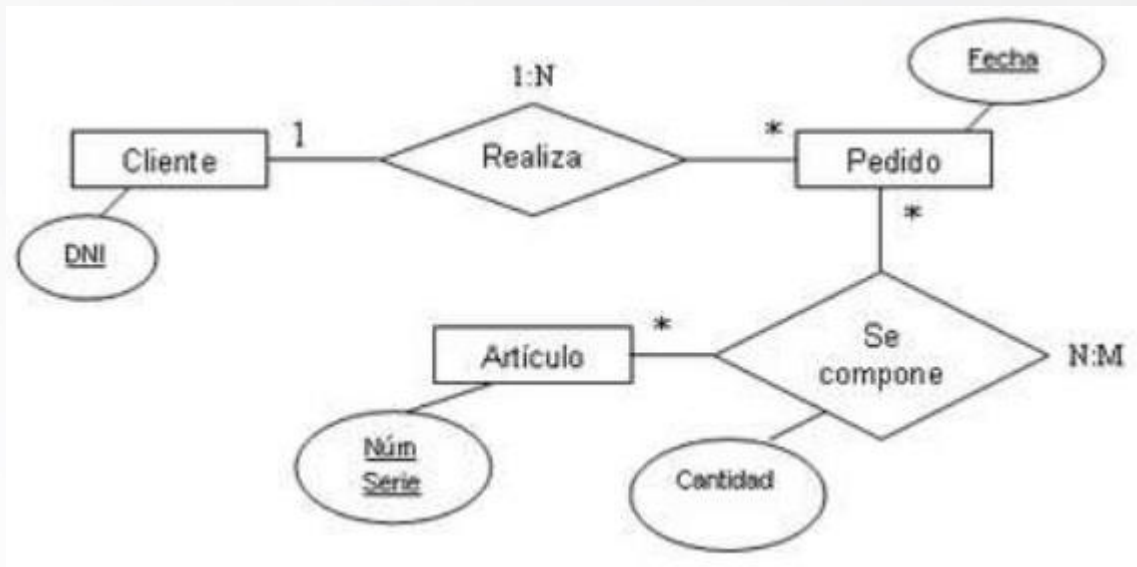 Fecha
1:N
Cliente
1
Realiza
*
Pedido
DNI
*
Artículo
*
Se
compone
N:M
Núm
Serie
Cantidad